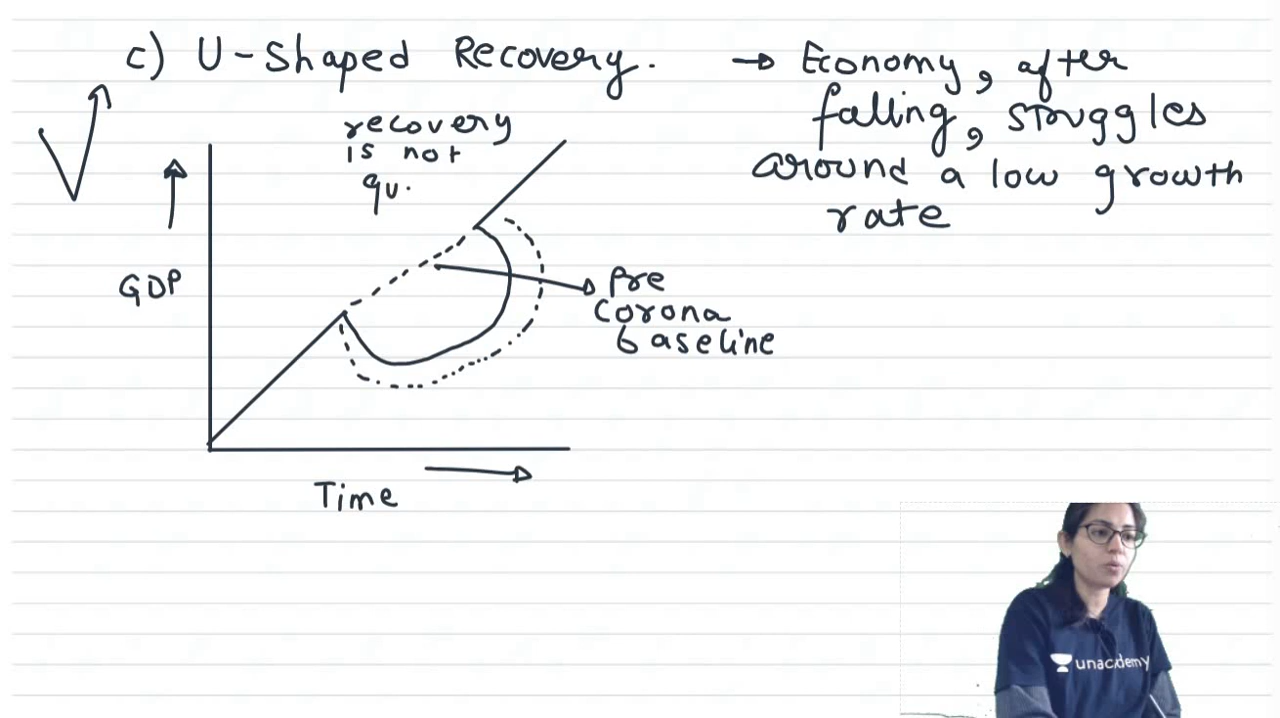 c) U-Shaped Recovery.
→ Economy, after
falling, struggles
around a low growth
rate
recovery
is not
qu.
GDP
Pre
Corona
baseline
Time
unacademy